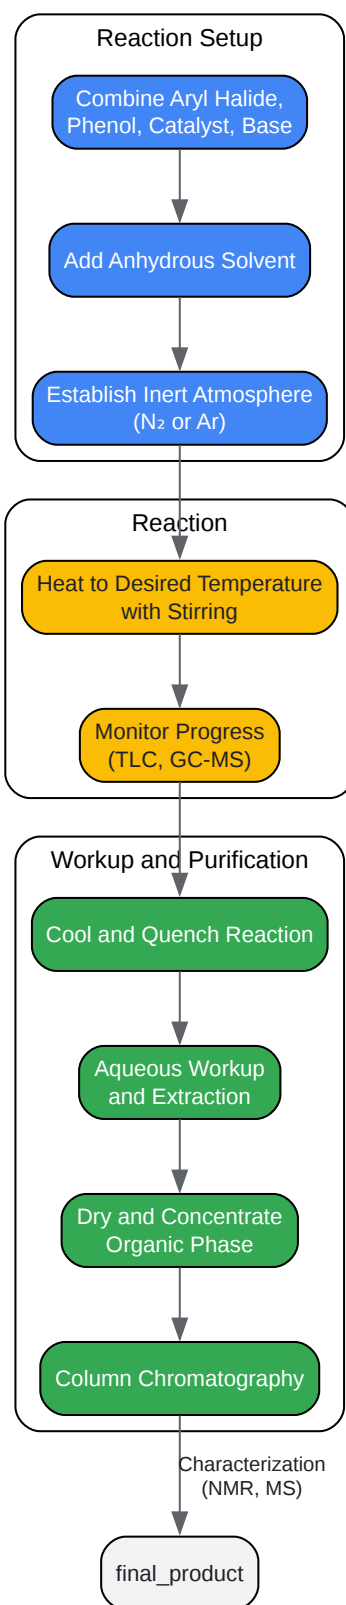 Reaction Setup
Combine Aryl Halide,
Phenol, Catalyst, Base
Add Anhydrous Solvent
Establish Inert Atmosphere
(N₂ or Ar)
Reaction
Heat to Desired Temperature
with Stirring
Monitor Progress
(TLC, GC-MS)
Workup and Purification
Cool and Quench Reaction
Aqueous Workup
and Extraction
Dry and Concentrate
Organic Phase
Column Chromatography
Characterization
(NMR, MS)
final_product